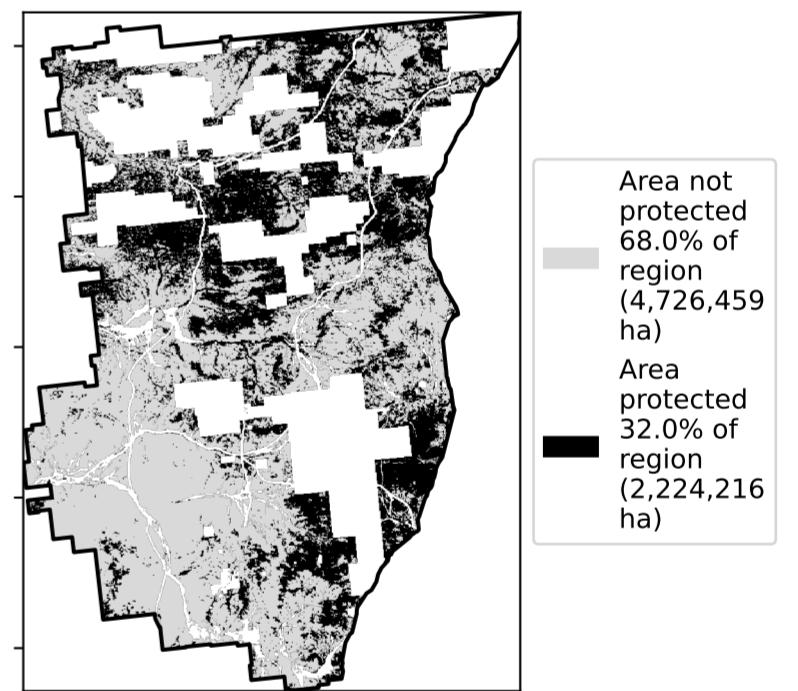 Area not
protected
68.0% of
region
(4,726,459
ha)
Area
protected
32.0% of
region
(2,224,216
ha)